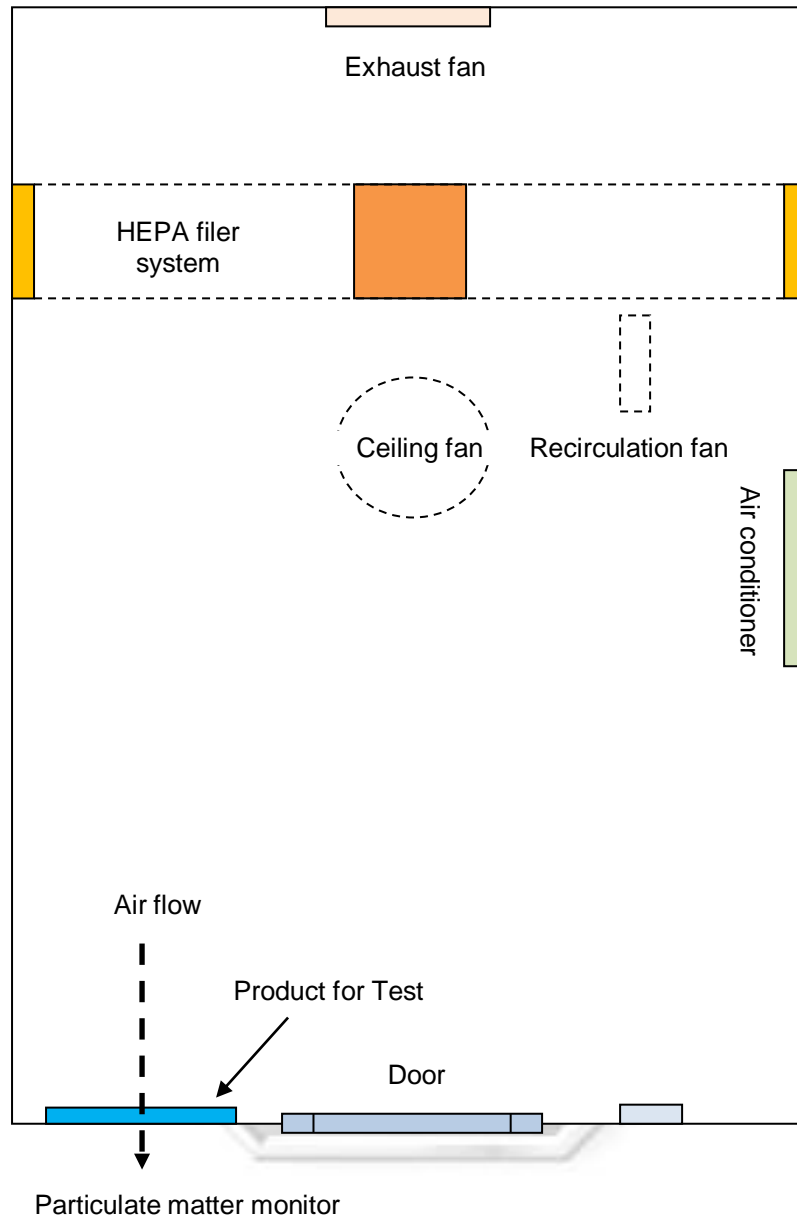 Exhaust fan
HEPA filer
system
Ceiling fan
Recirculation fan
Air conditioner
Air flow
Product for Test
Door
Particulate matter monitor